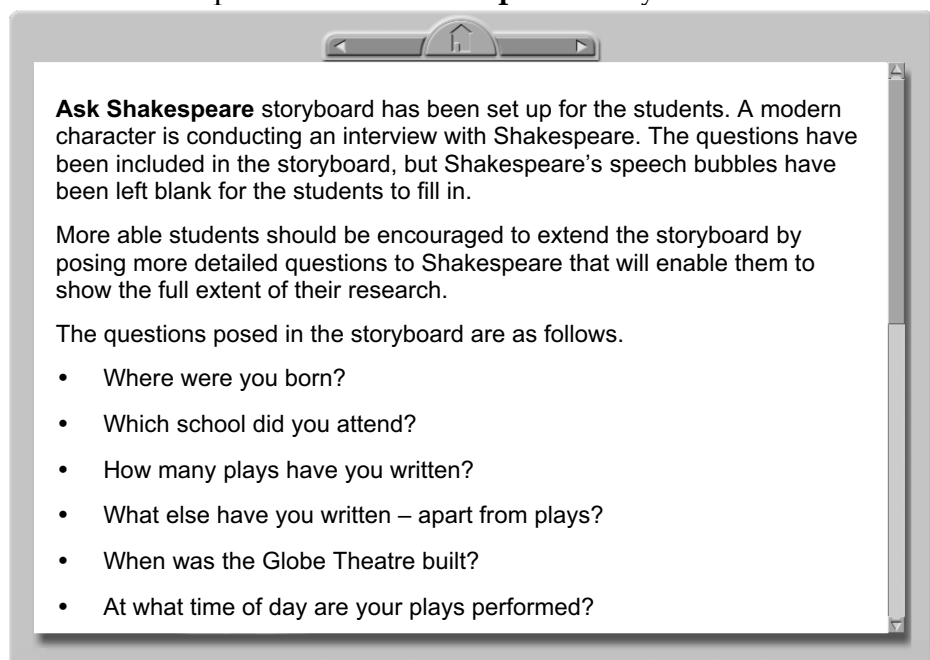 Ask Shakespeare storyboard has been set up for the students. A modern
character is conducting an interview with Shakespeare. The questions have
been included in the storyboard, but Shakespeare's speech bubbles have
been left blank for the students to fill in.
More able students should be encouraged to extend the storyboard by
posing more detailed questions to Shakespeare that will enable them to
show the full extent of their research.
The questions posed in the storyboard are as follows.
• Where were you born?
• Which school did you attend?
• How many plays have you written?
• What else have you written – apart from plays?
• When was the Globe Theatre built?
• At what time of day are your plays performed?